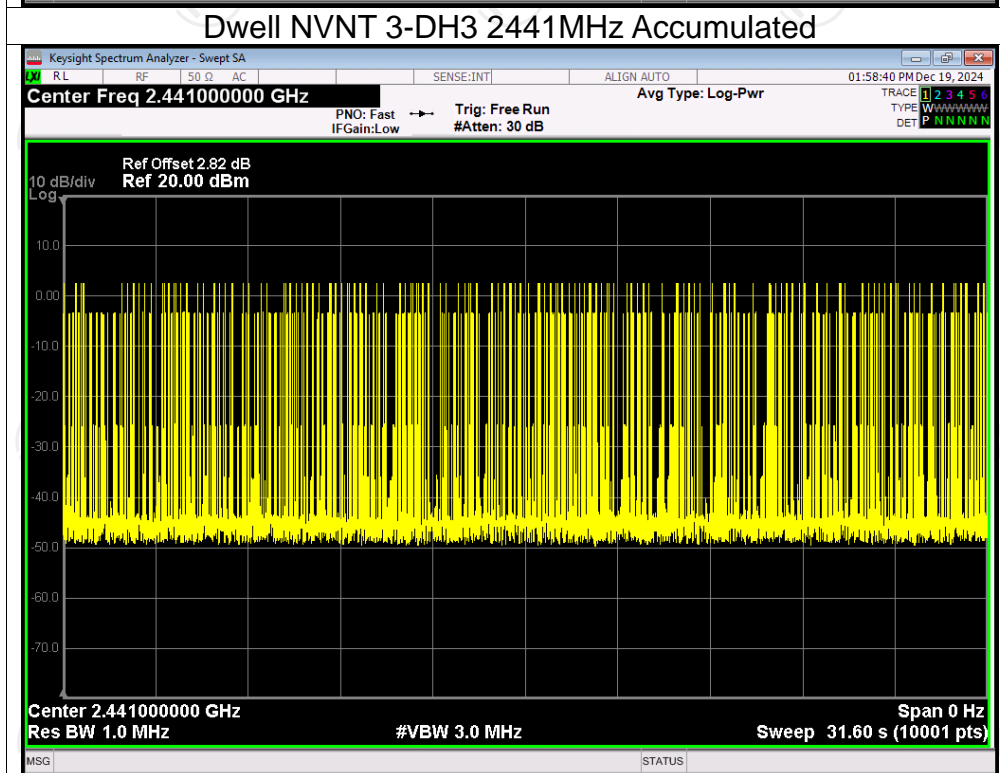 Dwell NVNT 3-DH3 2441MHz Accumulated
Keysight Spectrum Analyzer - Swept SA
LXI RL RF 50 Ω AC SENSE:INT ALIGN AUTO 01:58:40 PM Dec 19, 2024
Center Freq 2.441000000 GHz Avg Type: Log-Pwr TRACE 1 2 3 4 5 6
PNO: Fast Trig: Free Run TYPE WWWWWW
IFGain:Low #Atten: 30 dB DET P N N N N N
Ref Offset 2.82 dB
10 dB/div Ref 20.00 dBm
Log
10.0
0.00
-10.0
-20.0
-30.0
-40.0
-50.0
-60.0
-70.0
Center 2.441000000 GHz Span 0 Hz
Res BW 1.0 MHz #VBW 3.0 MHz Sweep 31.60 s (10001 pts)
MSG STATUS